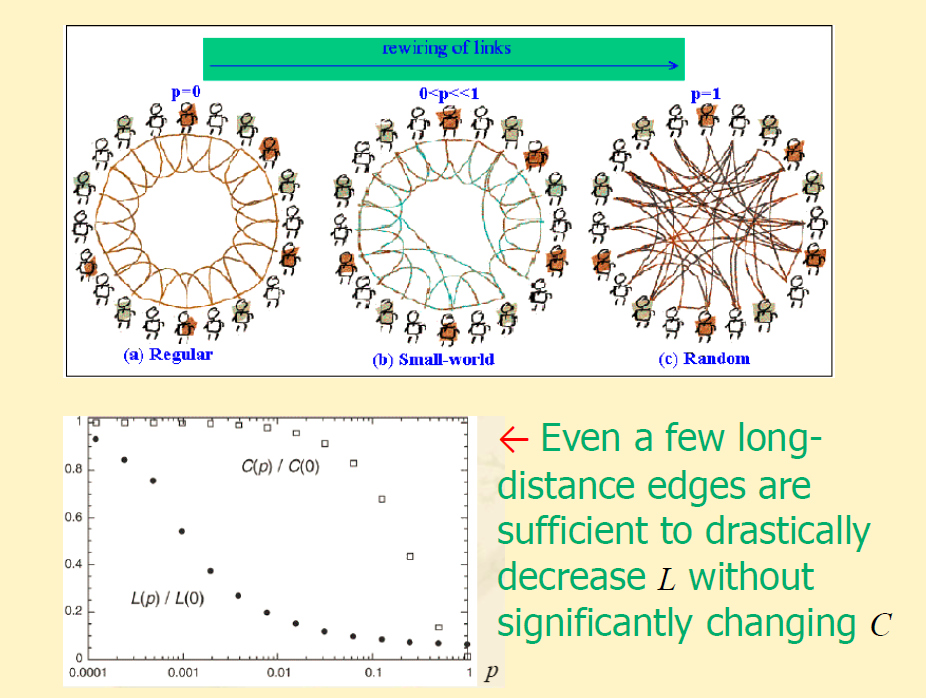 rewiring of links
p=0
0<p<<1
p=1
(a) Regular
(b) Small-world
(c) Random
1
0.8
0.6
0.4
0.2
0
C(p) / C(0)
L(p) / L(0)
0.0001
0.001
0.01
0.1
1
p
← Even a few long-
distance edges are
sufficient to drastically
decrease L without
significantly changing C